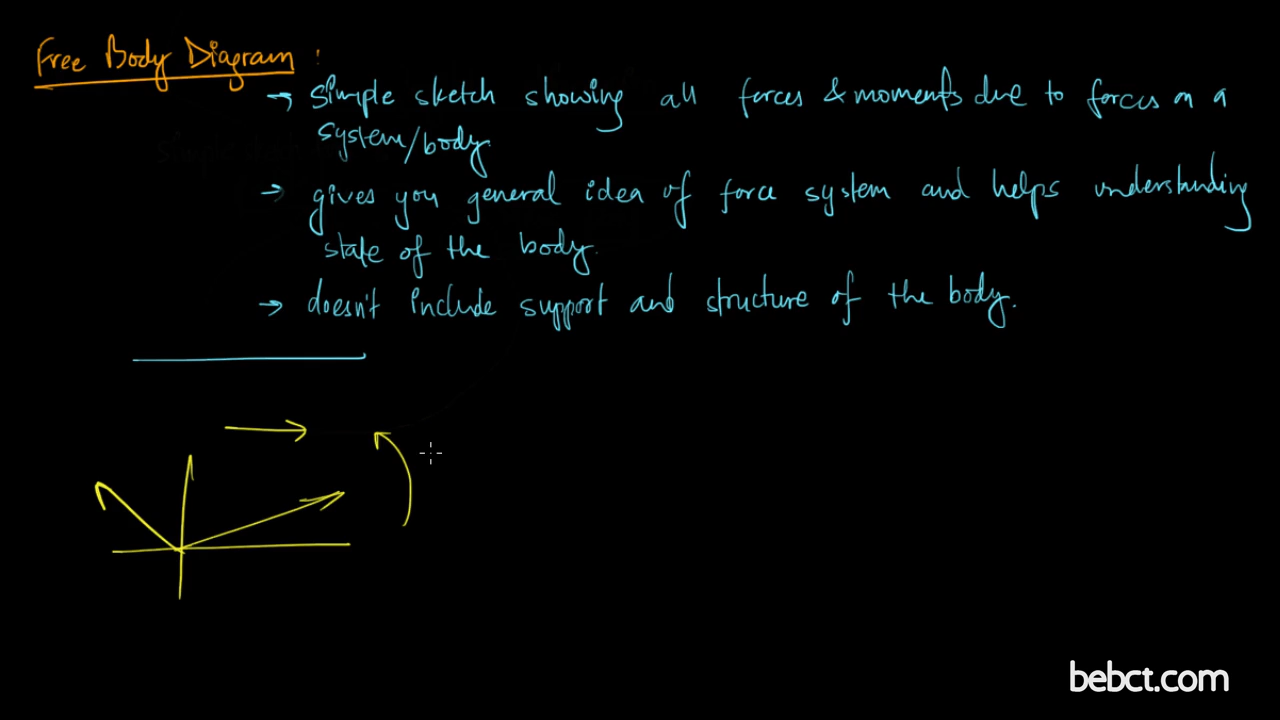 Free Body Diagram :
→ simple sketch showing all forces & moments due to forces on a
system/body.
→ gives you general idea of force system and helps understanding
state of the body.
→ doesn't include support and structure of the body.
bebct.com